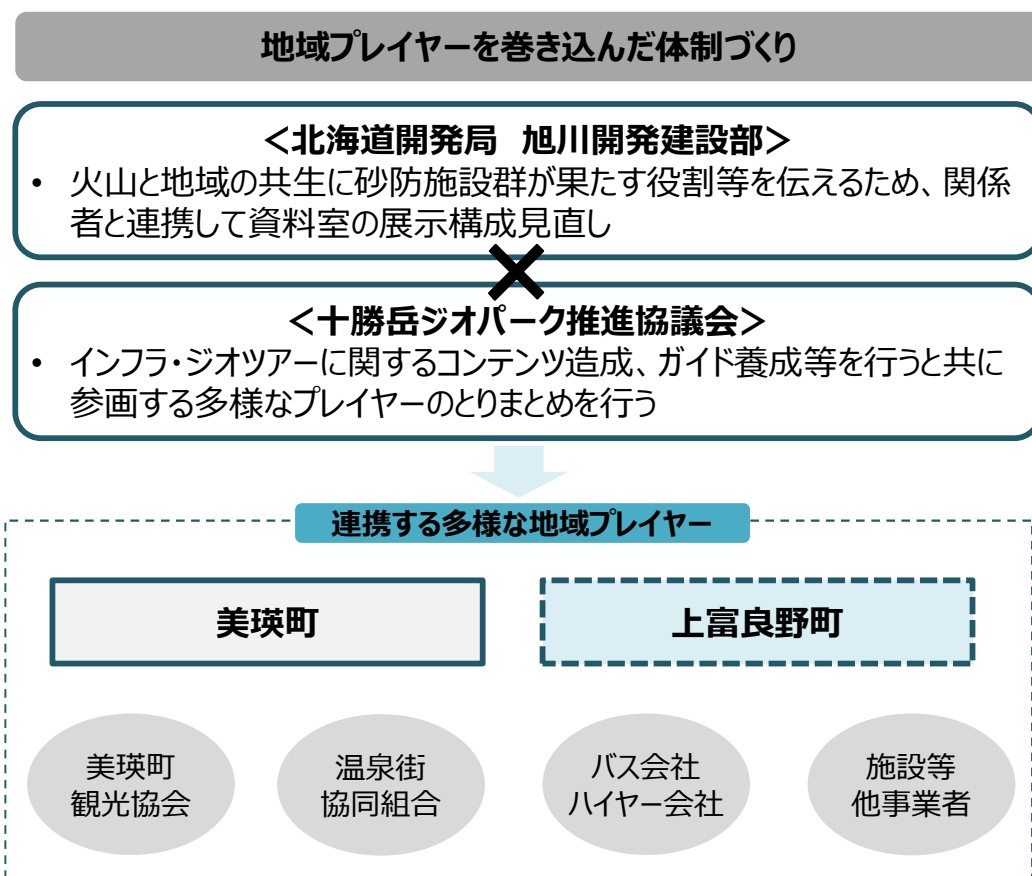 地域プレイヤーを巻き込んだ体制づくり
＜北海道開発局　旭川開発建設部＞
• 火山と地域の共生に砂防施設群が果たす役割等を伝えるため、関係
者と連携して資料室の展示構成見直し
＜十勝岳ジオパーク推進協議会＞
• インフラ・ジオツアーに関するコンテンツ造成、ガイド養成等を行うと共に
参画する多様なプレイヤーのとりまとめを行う
連携する多様な地域プレイヤー
美瑛町
上富良野町
美瑛町
観光協会
温泉街
協同組合
バス会社
ハイヤー会社
施設等
他事業者